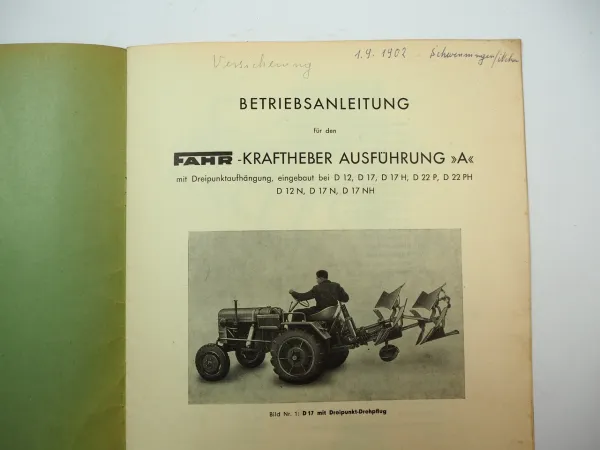 Versicherung 1.9.1902 Schwenningen/
BETRIEBSANLEITUNG
für den
FAHR-KRAFTHEBER AUSFÜHRUNG »A«
mit Dreipunktaufhängung, eingebaut bei D 12, D 17, D 17 H, D 22 P, D 22 PH
D 12 N, D 17 N, D 17 NH
Bild Nr. 1: D 17 mit Dreipunkt-Drehpflug